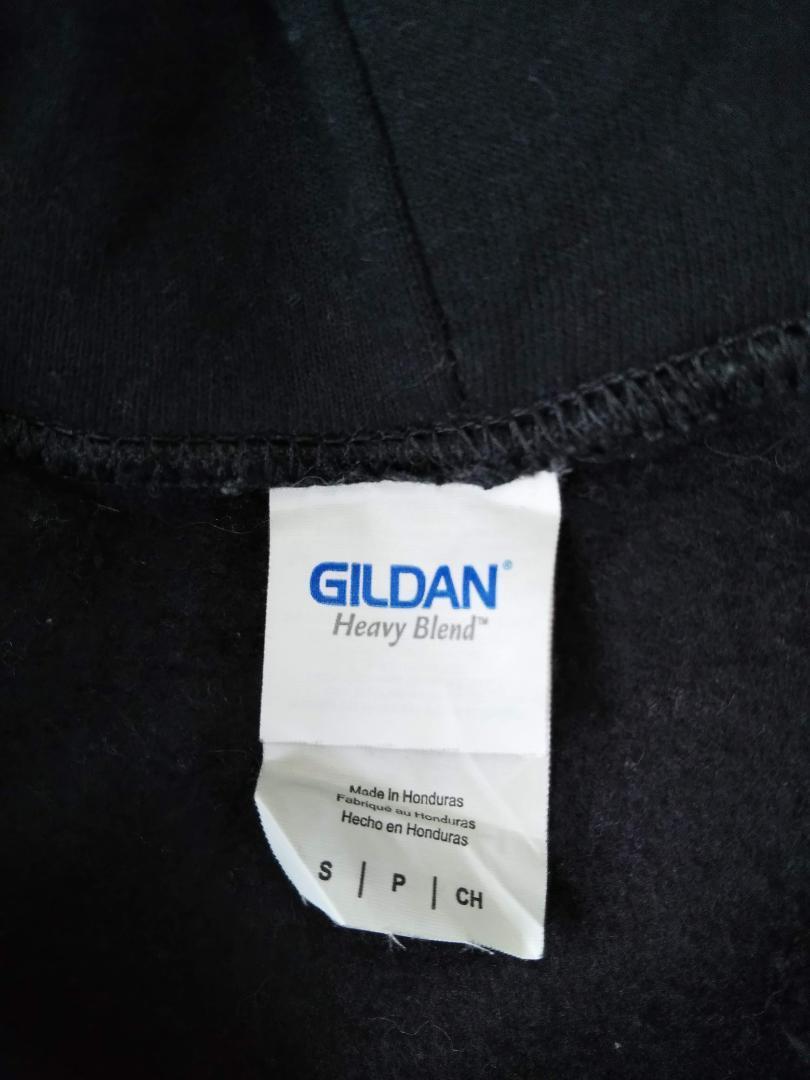 GILDAN®
Heavy Blend™
Made In Honduras
Fabriqué au Honduras
Hecho en Honduras
S | P | CH